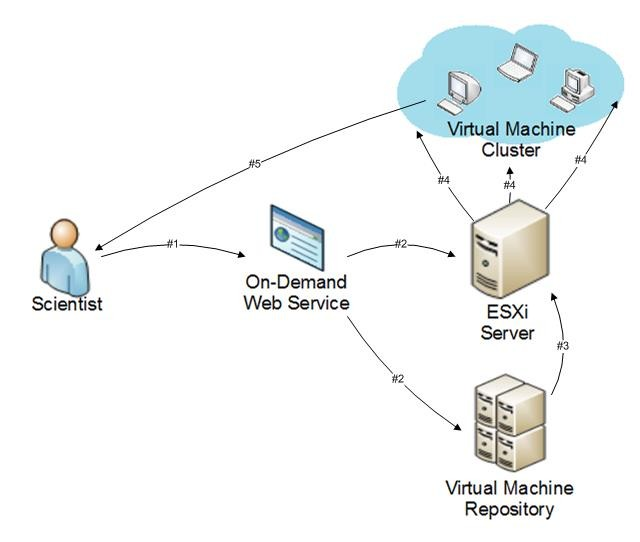 Virtual Machine
Cluster
#5
#4
#4
#4
#1
#2
Scientist
On-Demand
Web Service
ESXi
Server
#3
#2
Virtual Machine
Repository